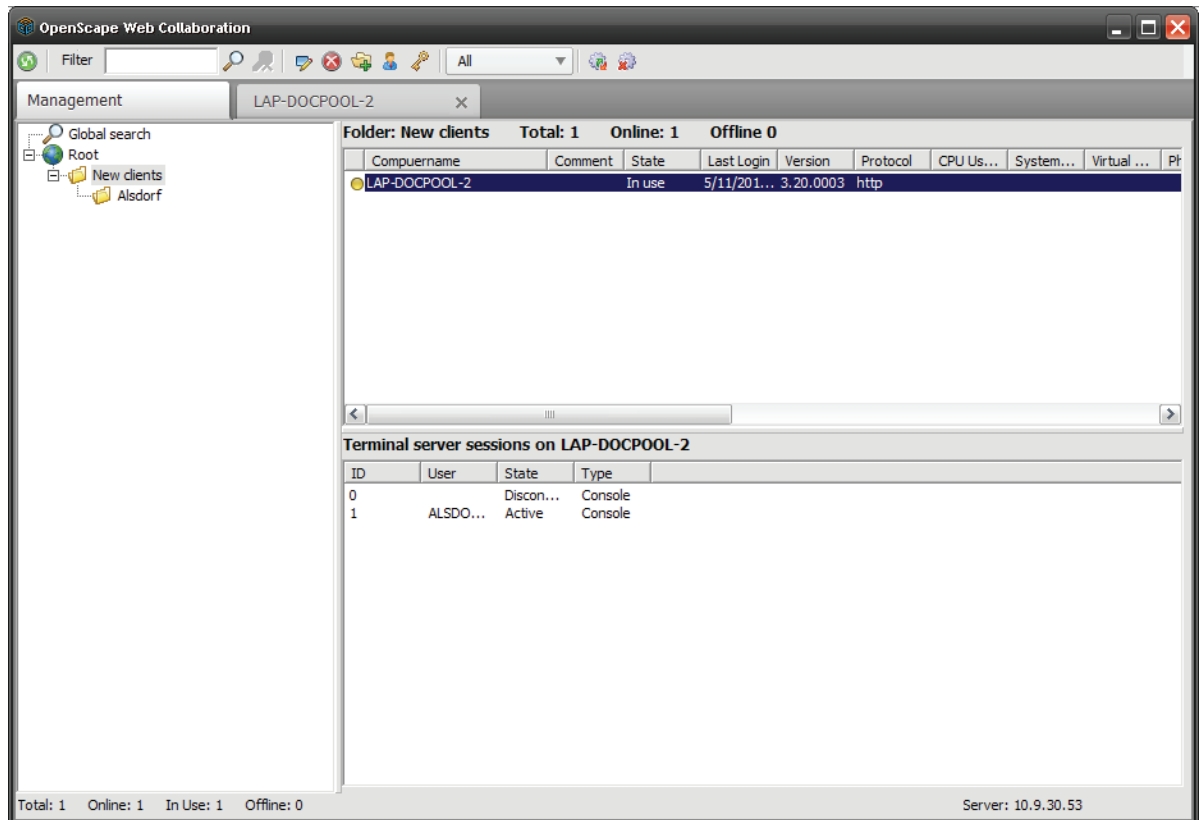 OpenScape Web Collaboration
Filter All
Management LAP-DOCPOOL-2
Global search
Root
New clients
Alsdorf
Folder: New clients Total: 1 Online: 1 Offline 0
Compuername Comment State Last Login Version Protocol CPU Us... System... Virtual ... Ph
LAP-DOCPOOL-2 In use 5/11/201... 3.20.0003 http
Terminal server sessions on LAP-DOCPOOL-2
ID User State Type
0 Discon... Console
1 ALSDO... Active Console
Total: 1 Online: 1 In Use: 1 Offline: 0 Server: 10.9.30.53